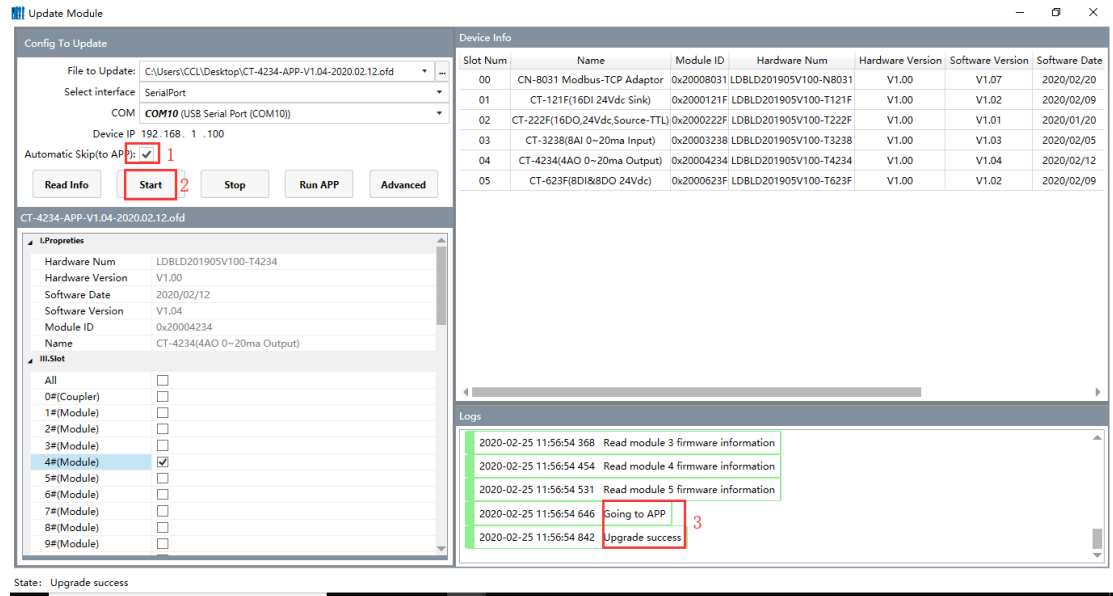 Update Module
Config To Update
File to Update: C:\Users\CCL\Desktop\CT-4234-APP-V1.04-2020.02.12.ofd ...
Select interface SerialPort
COM COM10 (USB Serial Port (COM10))
Device IP 192.168. 1 .100
Automatic Skip(to APP): 1
Read Info Start 2 Stop Run APP Advanced
CT-4234-APP-V1.04-2020.02.12.ofd
I.Propreties
Hardware Num LDBLD201905V100-T4234
Hardware Version V1.00
Software Date 2020/02/12
Software Version V1.04
Module ID 0x20004234
Name CT-4234(4AO 0~20ma Output)
III.Slot
All
0#(Coupler)
1#(Module)
2#(Module)
3#(Module)
4#(Module)
5#(Module)
6#(Module)
7#(Module)
8#(Module)
9#(Module)
Device Info
Slot Num Name Module ID Hardware Num Hardware Version Software Version Software Date
00 CN-8031 Modbus-TCP Adaptor 0x20008031 LDBLD201905V100-N8031 V1.00 V1.07 2020/02/20
01 CT-121F(16DI 24Vdc Sink) 0x2000121F LDBLD201905V100-T121F V1.00 V1.02 2020/02/09
02 CT-222F(16DO,24Vdc,Source-TTL) 0x2000222F LDBLD201905V100-T222F V1.00 V1.01 2020/01/20
03 CT-3238(8AI 0~20ma Input) 0x20003238 LDBLD201905V100-T3238 V1.00 V1.03 2020/02/05
04 CT-4234(4AO 0~20ma Output) 0x20004234 LDBLD201905V100-T4234 V1.00 V1.04 2020/02/12
05 CT-623F(8DI&8DO 24Vdc) 0x2000623F LDBLD201905V100-T623F V1.00 V1.02 2020/02/09
Logs
2020-02-25 11:56:54 368 Read module 3 firmware information
2020-02-25 11:56:54 454 Read module 4 firmware information
2020-02-25 11:56:54 531 Read module 5 firmware information
2020-02-25 11:56:54 646 Going to APP
3
2020-02-25 11:56:54 842 Upgrade success
State: Upgrade success